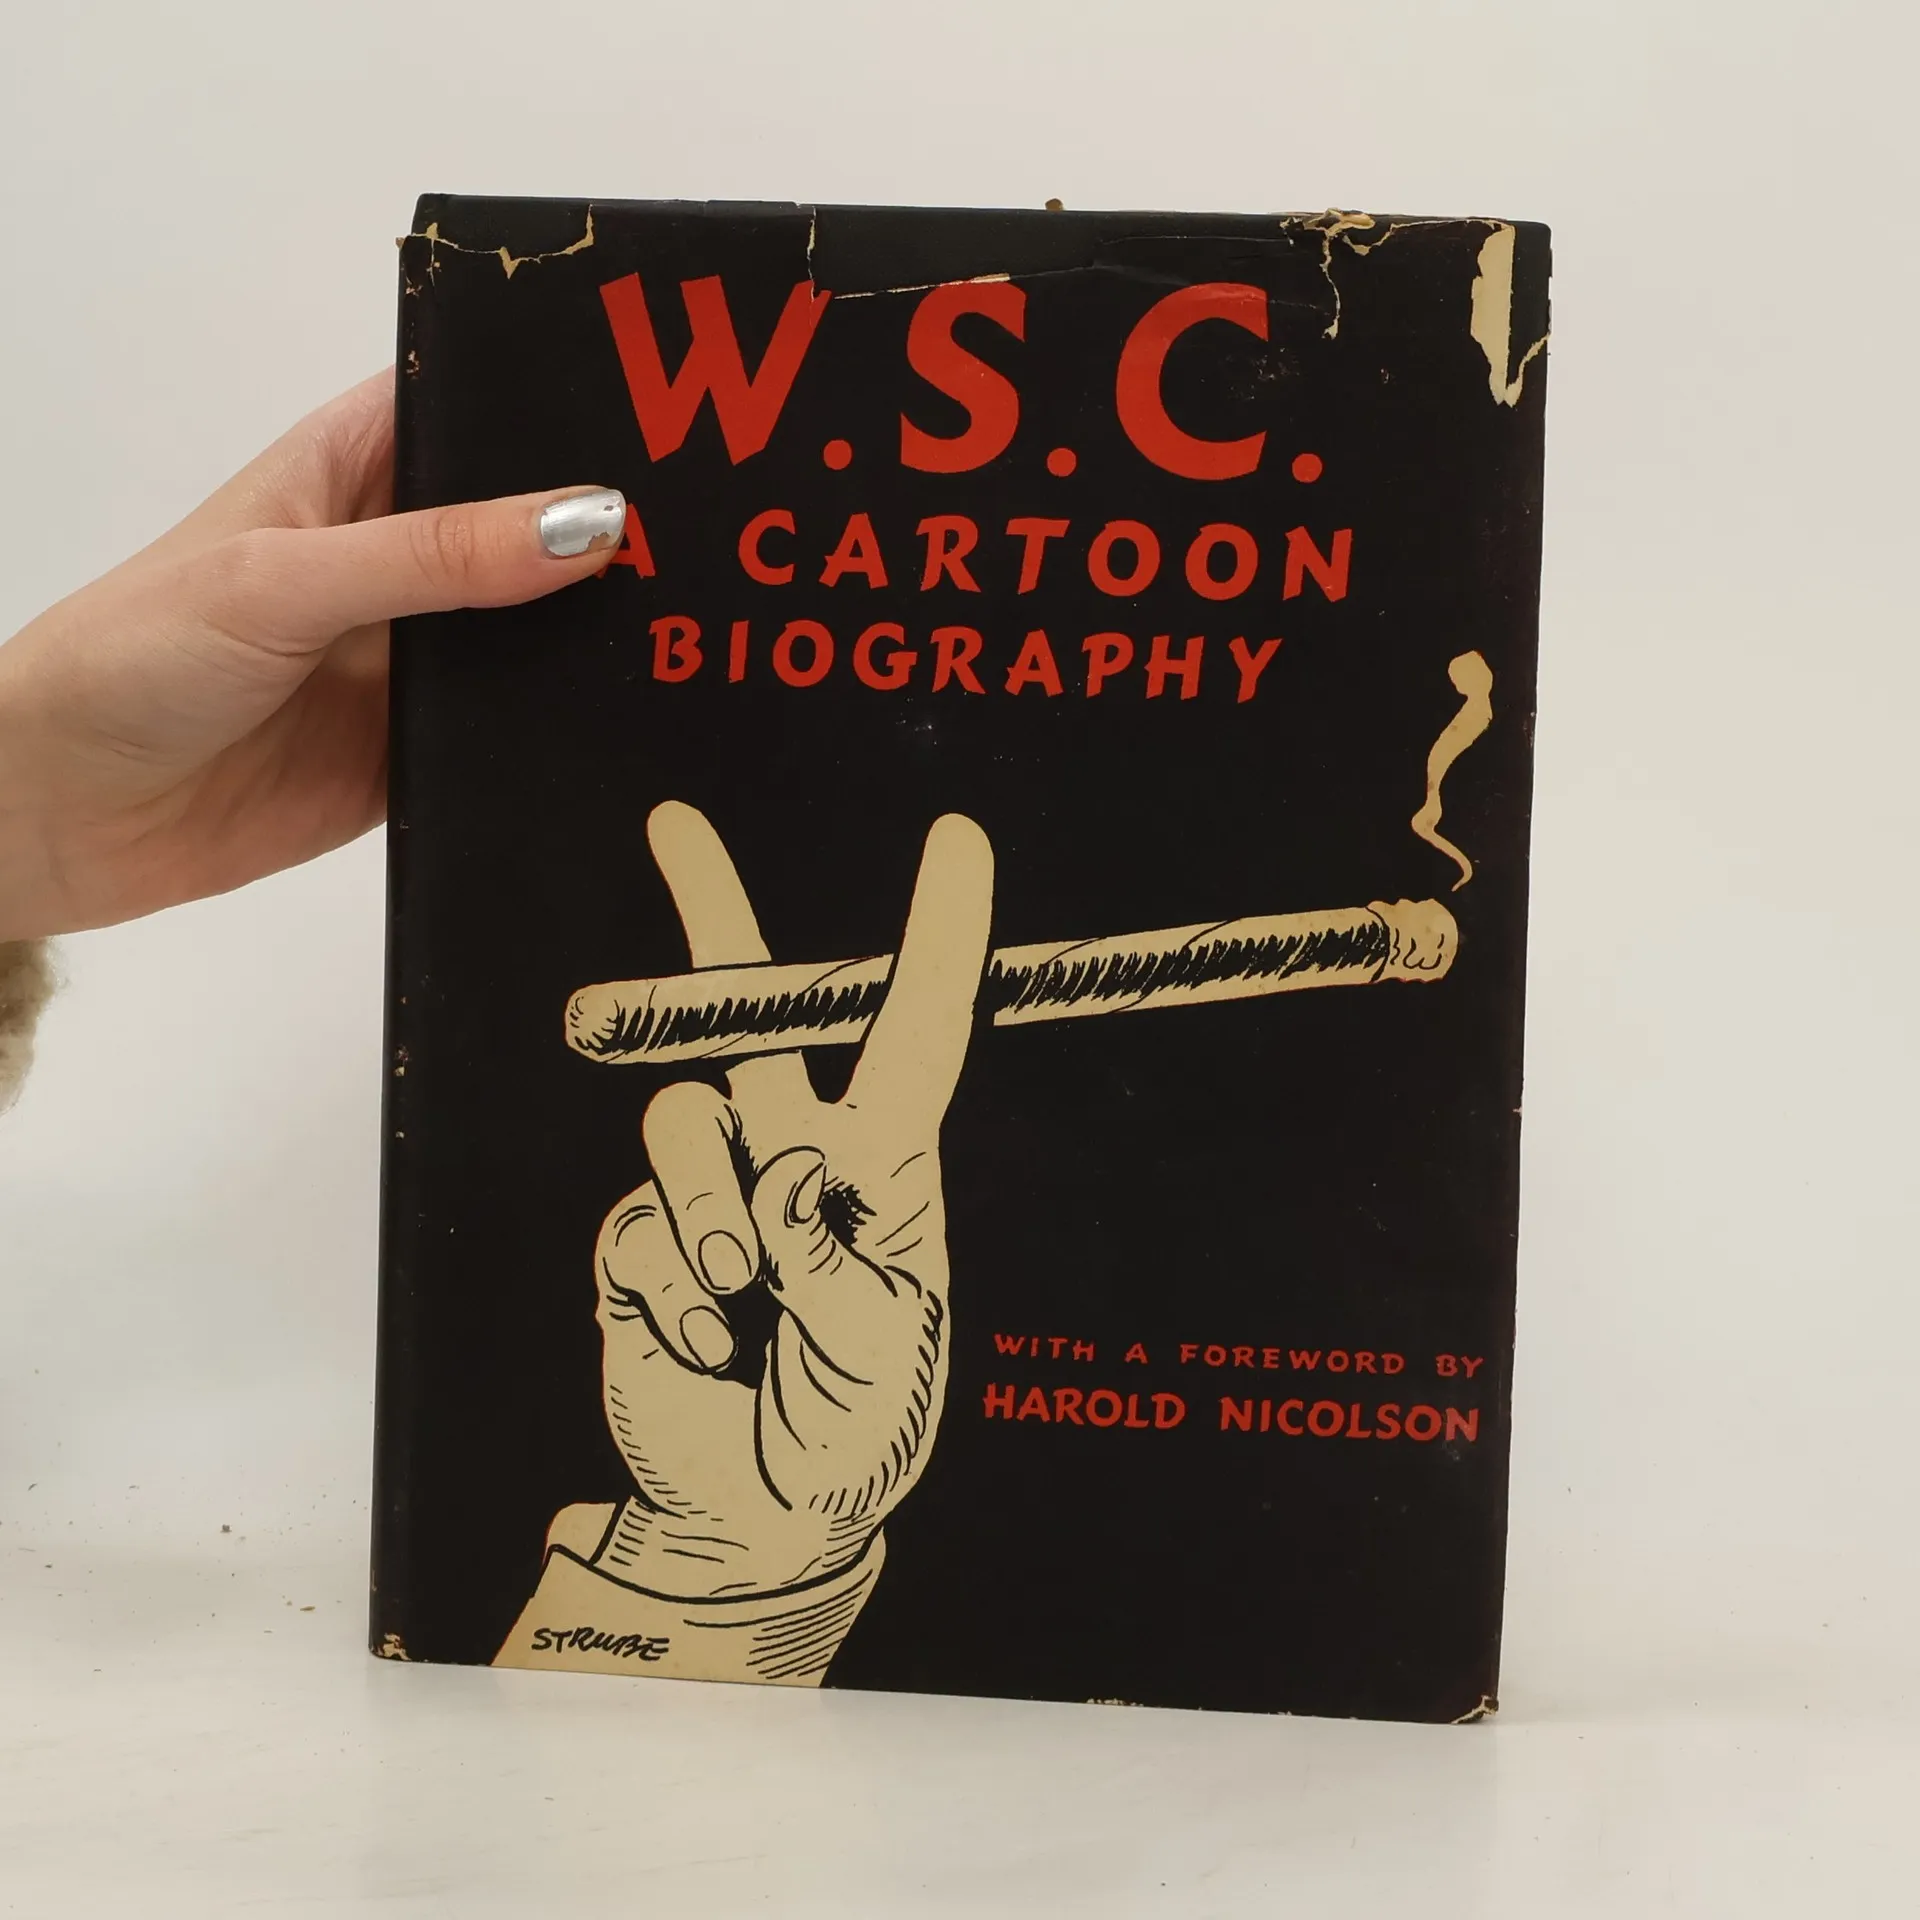 W.S.C.
A CARTOON
BIOGRAPHY
WITH A FOREWORD BY
HAROLD NICOLSON
STRUBE